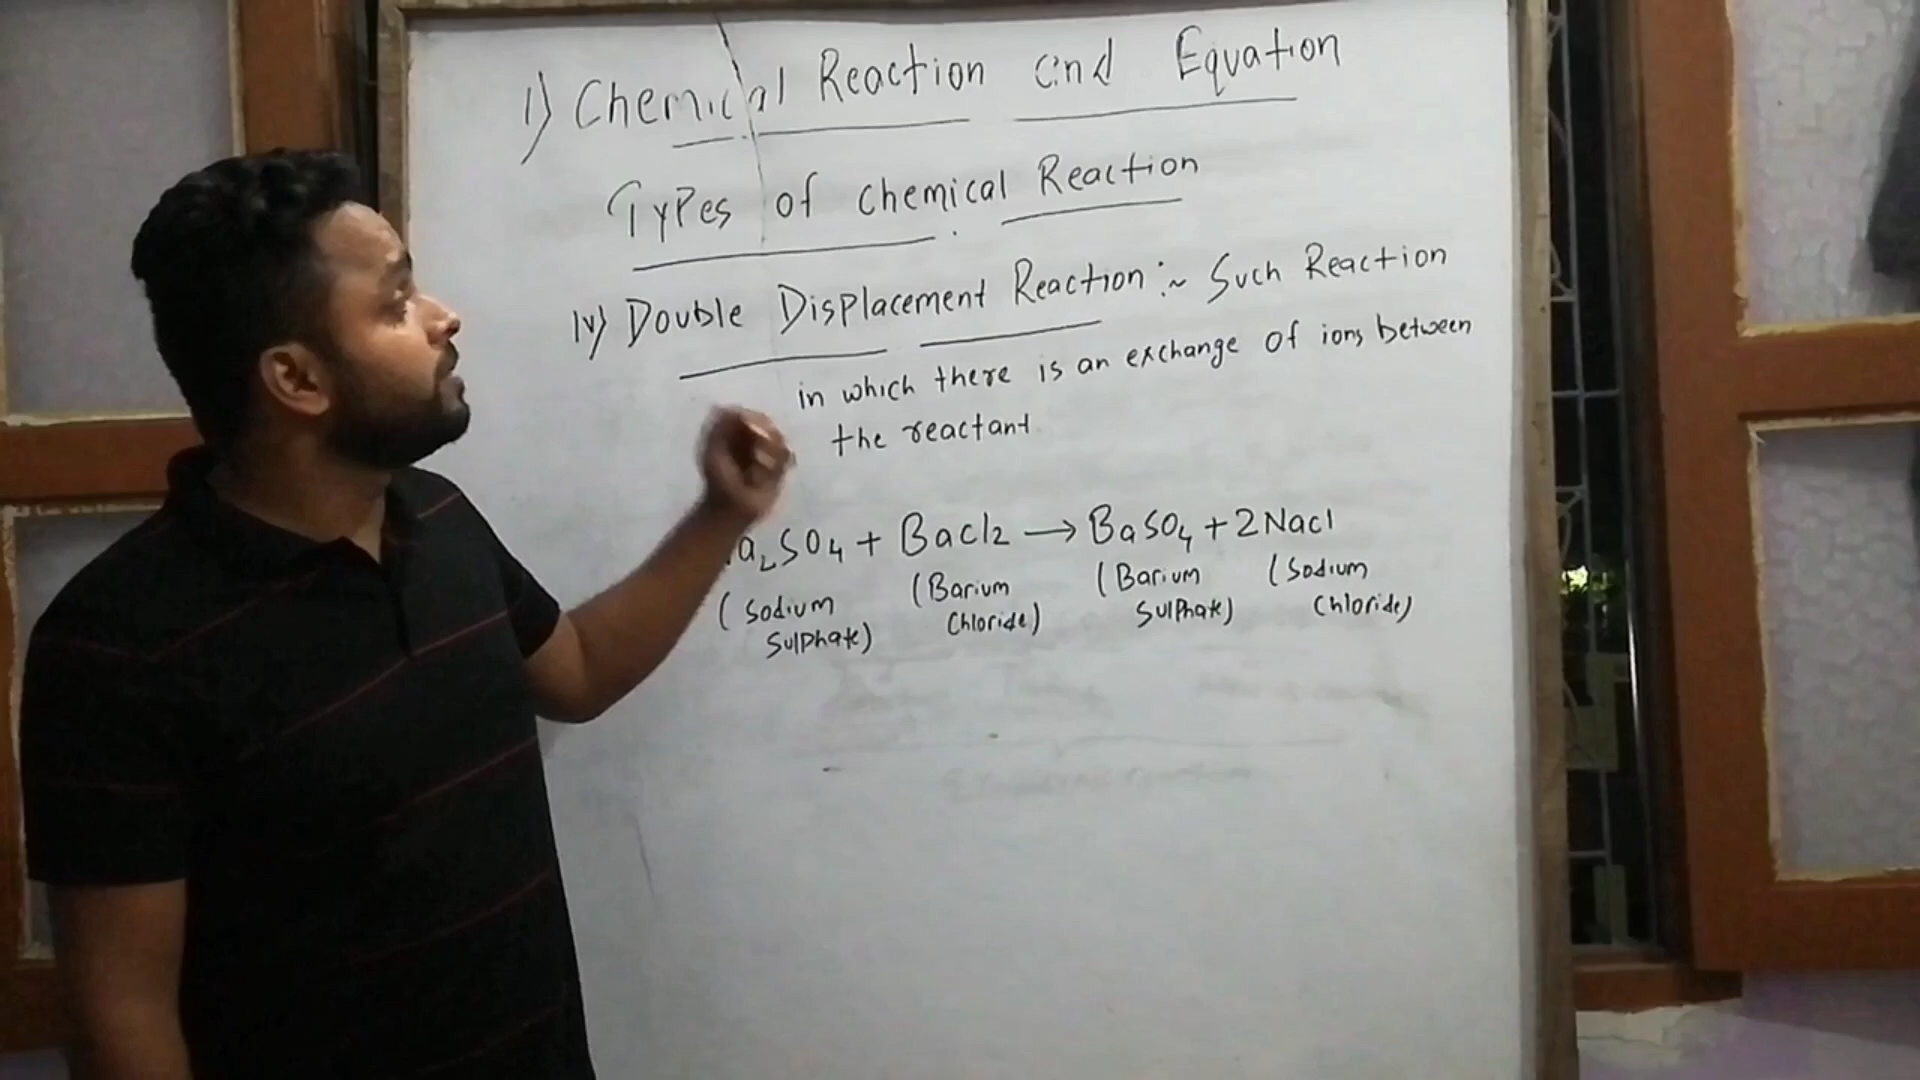 1) Chemical Reaction and Equation
Types of chemical Reaction
IV) Double Displacement Reaction :~ Such Reaction
in which there is an exchange of ions between
the reactant
a2SO4 + BaCl2 → BaSO4 + 2NaCl
(Sodium (Barium (Barium (Sodium
Sulphate) Chloride) Sulphate) Chloride)